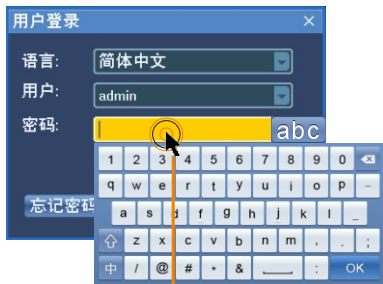 用户登录
语言: 简体中文
用户: admin
密码: abc
1 2 3 4 5 6 7 8 9 0
q w e r t y u i o p -
忘记密码
a s d f g h j k l _
z x c v b n m , . ;
中 / @ # * & : OK